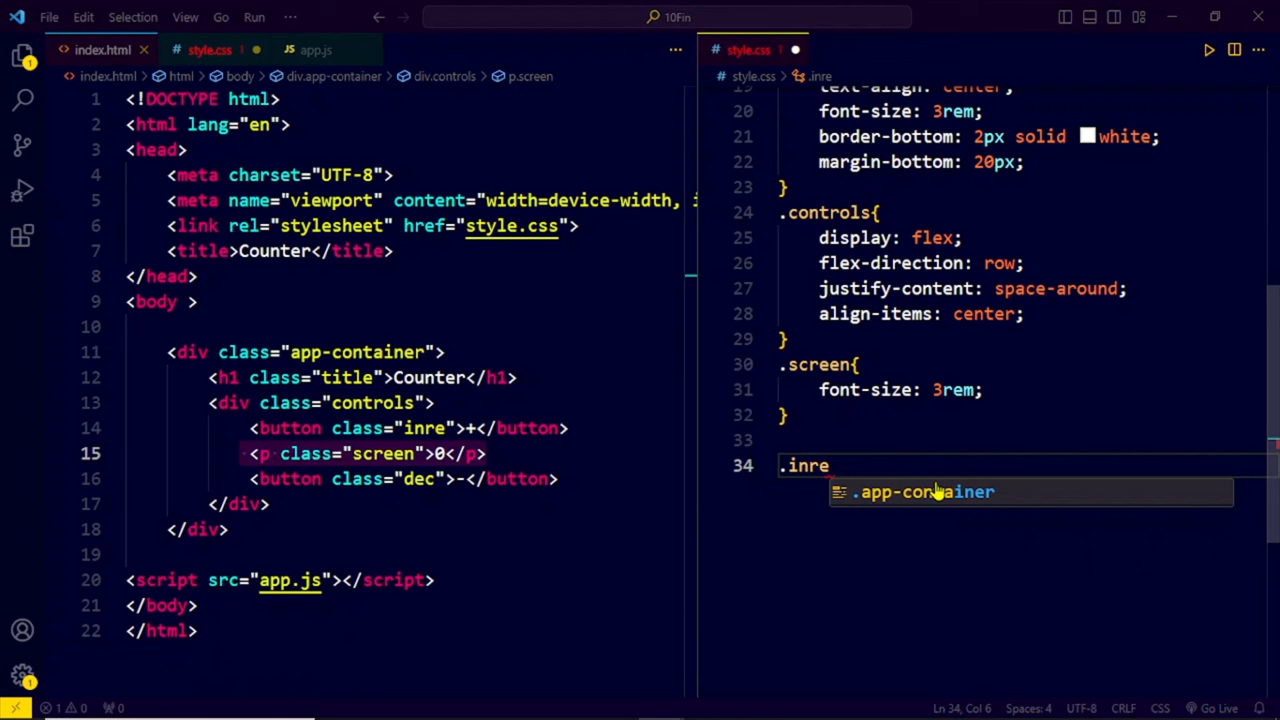 File Edit Selection View Go Run ··· 10Fin
index.html style.css ! app.js ···
index.html > html > body > div.app-container > div.controls > p.screen
1 <!DOCTYPE html>
2 <html lang="en">
3 <head>
4 <meta charset="UTF-8">
5 <meta name="viewport" content="width=device-width, i
6 <link rel="stylesheet" href="style.css">
7 <title>Counter</title>
8 </head>
9 <body >
10
11 <div class="app-container">
12 <h1 class="title">Counter</h1>
13 <div class="controls">
14 <button class="inre">+</button>
15 <p class="screen">0</p>
16 <button class="dec">-</button>
17 </div>
18 </div>
19
20 <script src="app.js"></script>
21 </body>
22 </html>
style.css ! ···
style.css > .inre
19 text-align: center;
20 font-size: 3rem;
21 border-bottom: 2px solid white;
22 margin-bottom: 20px;
23 }
24 .controls{
25 display: flex;
26 flex-direction: row;
27 justify-content: space-around;
28 align-items: center;
29 }
30 .screen{
31 font-size: 3rem;
32 }
33
34 .inre
.app-container
1
1
1 0 0 Ln 34, Col 6 Spaces: 4 UTF-8 CRLF CSS Go Live